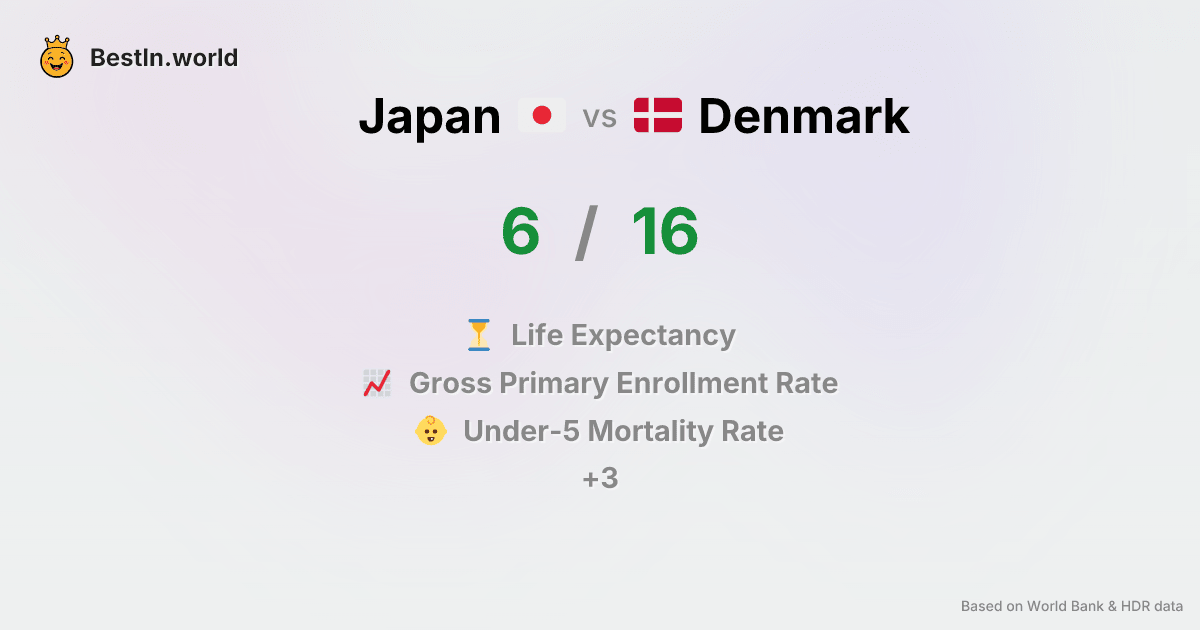 BestIn.world
Japan vs Denmark
6 / 16
Life Expectancy
Gross Primary Enrollment Rate
Under-5 Mortality Rate
+3
Based on World Bank & HDR data